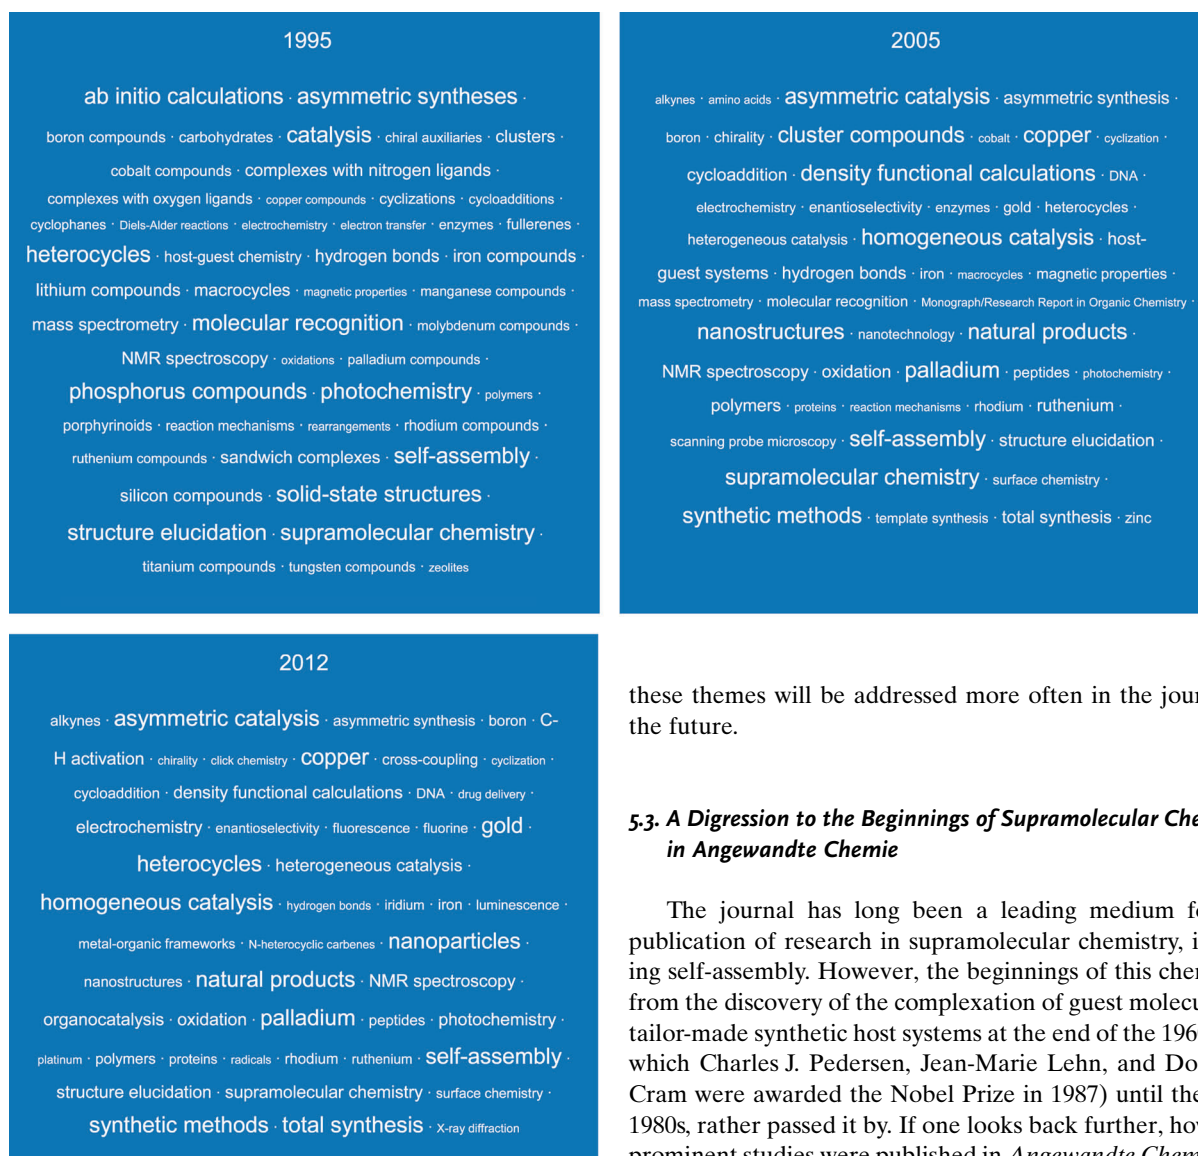 1995
ab initio calculations · asymmetric syntheses ·
boron compounds · carbohydrates · catalysis · chiral auxiliaries · clusters ·
cobalt compounds · complexes with nitrogen ligands ·
complexes with oxygen ligands · copper compounds · cyclizations · cycloadditions ·
cyclophanes · Diels-Alder reactions · electrochemistry · electron transfer · enzymes · fullerenes ·
heterocycles · host-guest chemistry · hydrogen bonds · iron compounds ·
lithium compounds · macrocycles · magnetic properties · manganese compounds ·
mass spectrometry · molecular recognition · molybdenum compounds ·
NMR spectroscopy · oxidations · palladium compounds ·
phosphorus compounds · photochemistry · polymers ·
porphyrinoids · reaction mechanisms · rearrangements · rhodium compounds ·
ruthenium compounds · sandwich complexes · self-assembly ·
silicon compounds · solid-state structures ·
structure elucidation · supramolecular chemistry ·
titanium compounds · tungsten compounds · zeolites
2005
alkynes · amino acids · asymmetric catalysis · asymmetric synthesis ·
boron · chirality · cluster compounds · cobalt · copper · cyclization ·
cycloaddition · density functional calculations · DNA ·
electrochemistry · enantioselectivity · enzymes · gold · heterocycles ·
heterogeneous catalysis · homogeneous catalysis · host-
guest systems · hydrogen bonds · iron · macrocycles · magnetic properties ·
mass spectrometry · molecular recognition · Monograph/Research Report in Organic Chemistry ·
nanostructures · nanotechnology · natural products ·
NMR spectroscopy · oxidation · palladium · peptides · photochemistry ·
polymers · proteins · reaction mechanisms · rhodium · ruthenium ·
scanning probe microscopy · self-assembly · structure elucidation ·
supramolecular chemistry · surface chemistry ·
synthetic methods · template synthesis · total synthesis · zinc
2012
alkynes · asymmetric catalysis · asymmetric synthesis · boron · C-
H activation · chirality · click chemistry · copper · cross-coupling · cyclization ·
cycloaddition · density functional calculations · DNA · drug delivery ·
electrochemistry · enantioselectivity · fluorescence · fluorine · gold ·
heterocycles · heterogeneous catalysis ·
homogeneous catalysis · hydrogen bonds · iridium · iron · luminescence ·
metal-organic frameworks · N-heterocyclic carbenes · nanoparticles ·
nanostructures · natural products · NMR spectroscopy ·
organocatalysis · oxidation · palladium · peptides · photochemistry ·
platinum · polymers · proteins · radicals · rhodium · ruthenium · self-assembly ·
structure elucidation · supramolecular chemistry · surface chemistry ·
synthetic methods · total synthesis · X-ray diffraction
these themes will be addressed more often in the jour
the future.
5.3. A Digression to the Beginnings of Supramolecular Che
in Angewandte Chemie
The journal has long been a leading medium fo
publication of research in supramolecular chemistry, i
ing self-assembly. However, the beginnings of this chem
from the discovery of the complexation of guest molecu
tailor-made synthetic host systems at the end of the 196
which Charles J. Pedersen, Jean-Marie Lehn, and Do
Cram were awarded the Nobel Prize in 1987) until the
1980s, rather passed it by. If one looks back further, how
prominent studies were published in Angewandte Chem